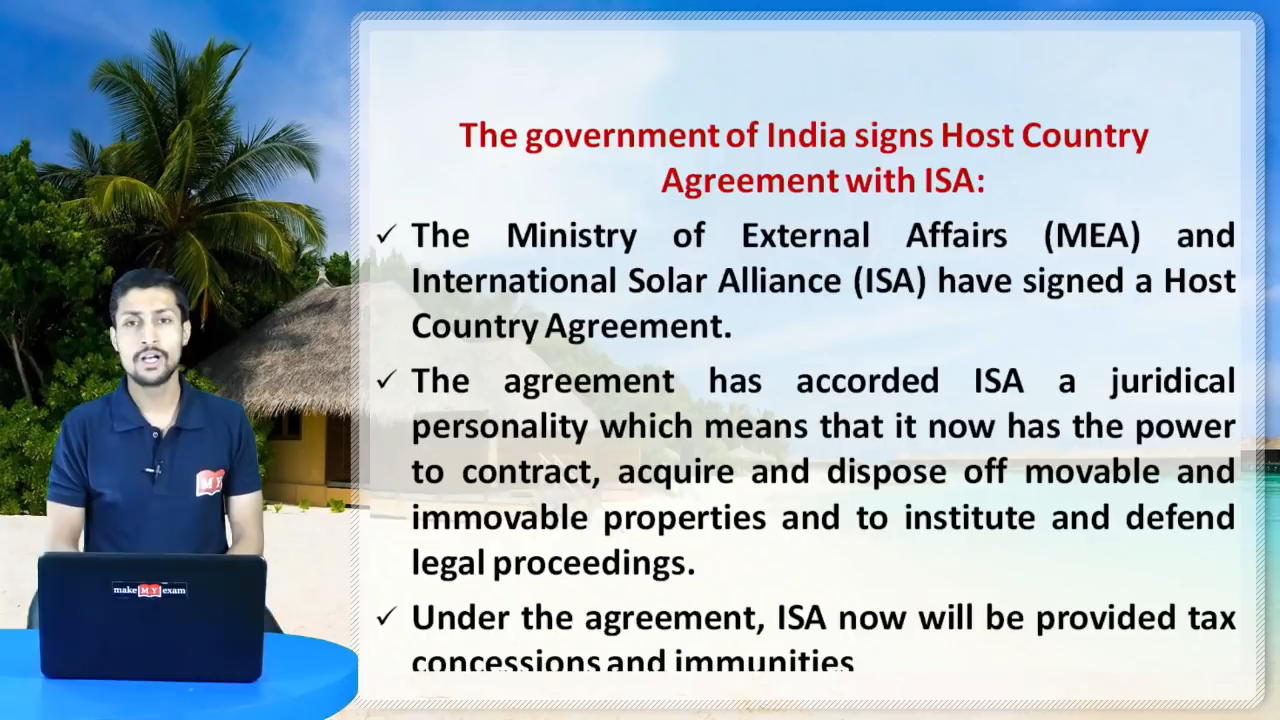 The government of India signs Host Country
Agreement with ISA:
✓ The Ministry of External Affairs (MEA) and
International Solar Alliance (ISA) have signed a Host
Country Agreement.
✓ The agreement has accorded ISA a juridical
personality which means that it now has the power
to contract, acquire and dispose off movable and
immovable properties and to institute and defend
legal proceedings.
✓ Under the agreement, ISA now will be provided tax
concessions and immunities
M Y
make MY exam